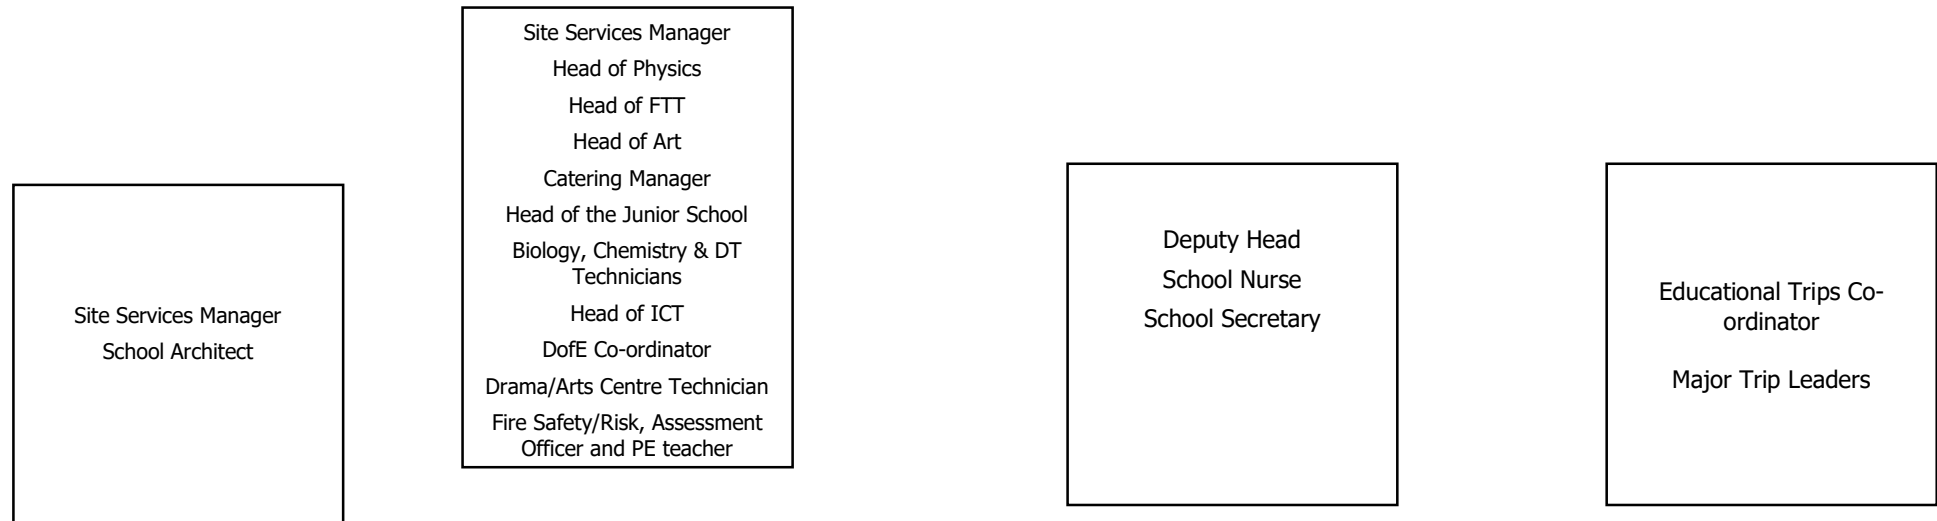 Site Services Manager
School Architect
Site Services Manager
Head of Physics
Head of FTT
Head of Art
Catering Manager
Head of the Junior School
Biology, Chemistry & DT
Technicians
Head of ICT
DofE Co-ordinator
Drama/Arts Centre Technician
Fire Safety/Risk, Assessment
Officer and PE teacher
Deputy Head
School Nurse
School Secretary
Educational Trips Co-
ordinator
Major Trip Leaders